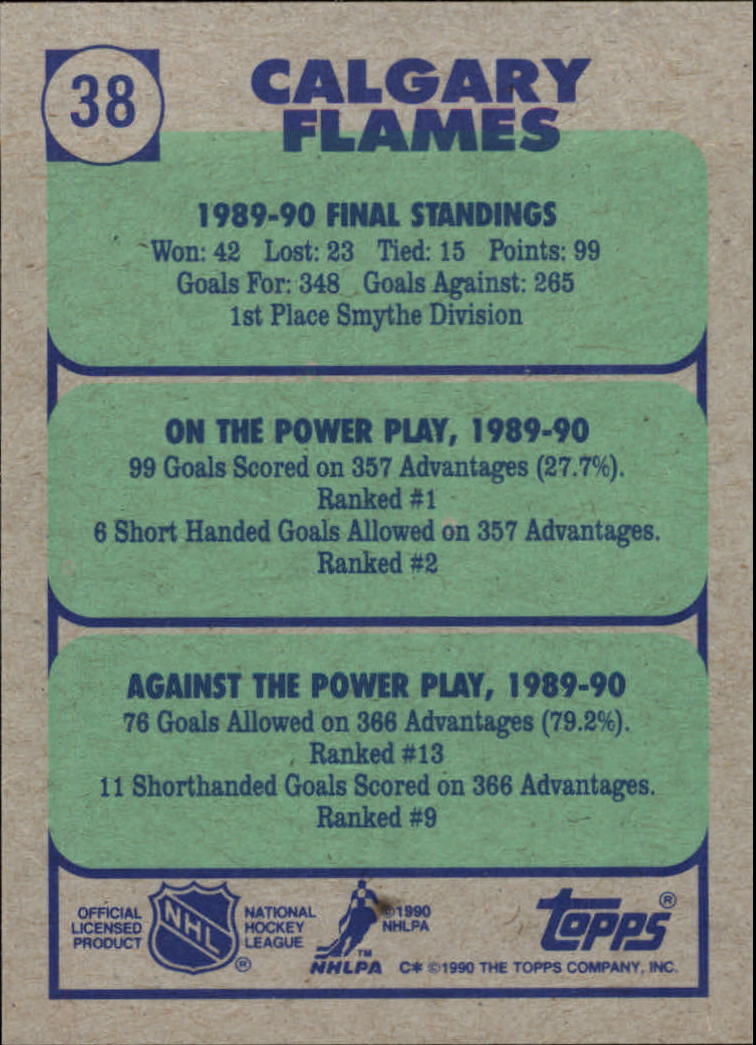 38
CALGARY
FLAMES
1989-90 FINAL STANDINGS
Won: 42 Lost: 23 Tied: 15 Points: 99
Goals For: 348 Goals Against: 265
1st Place Smythe Division
ON THE POWER PLAY, 1989-90
99 Goals Scored on 357 Advantages (27.7%).
Ranked #1
6 Short Handed Goals Allowed on 357 Advantages.
Ranked #2
AGAINST THE POWER PLAY, 1989-90
76 Goals Allowed on 366 Advantages (79.2%).
Ranked #13
11 Shorthanded Goals Scored on 366 Advantages.
Ranked #9
OFFICIAL
LICENSED
PRODUCT
NHL
®
NATIONAL
HOCKEY
LEAGUE
TM
NHLPA
©1990
NHLPA
topps®
C* ©1990 THE TOPPS COMPANY, INC.